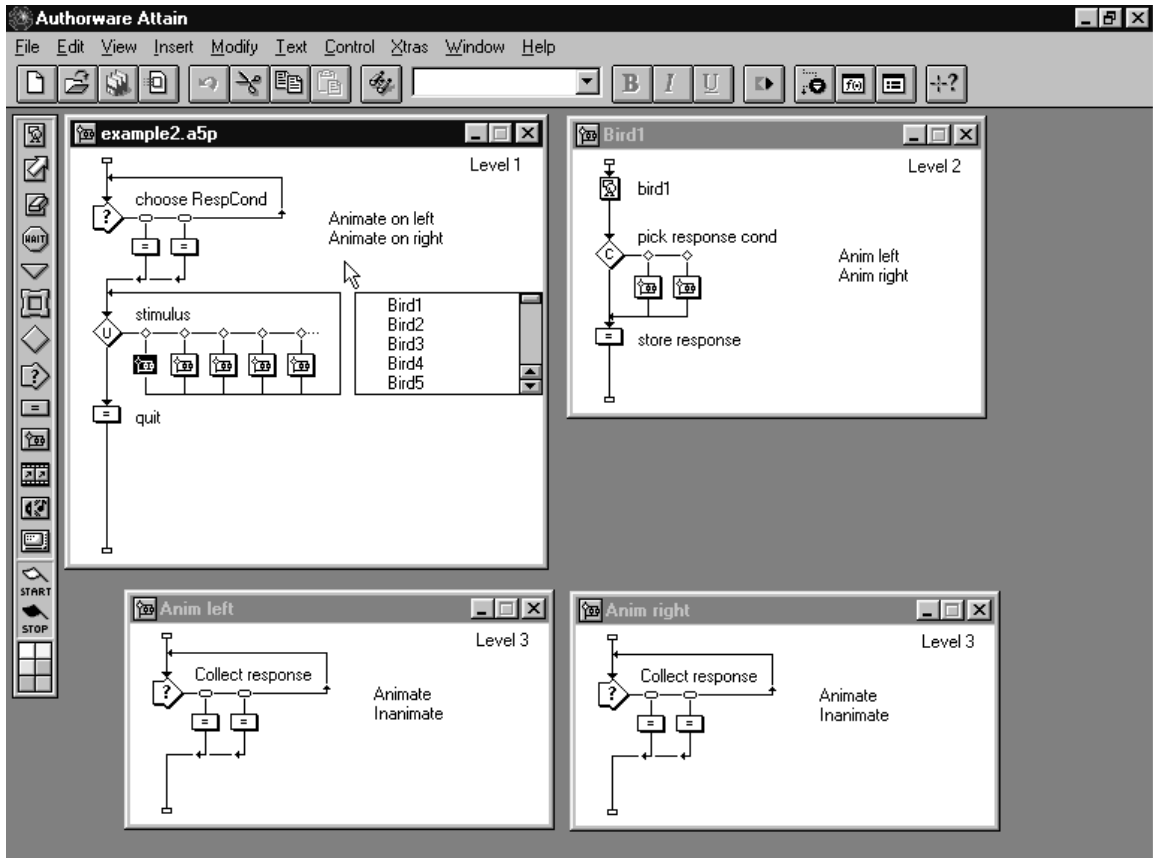 Authorware Attain
File Edit View Insert Modify Text Control Xtras Window Help
B I U f(x) ?
WAIT
?
=
START
STOP
example2.a5p
Level 1
choose RespCond
?
Animate on left
Animate on right
= =
stimulus
U
Bird1
Bird2
Bird3
Bird4
Bird5
= quit
Bird1
Level 2
bird1
pick response cond
C
Anim left
Anim right
= store response
Anim left
Level 3
Collect response
?
Animate
Inanimate
= =
Anim right
Level 3
Collect response
?
Animate
Inanimate
= =